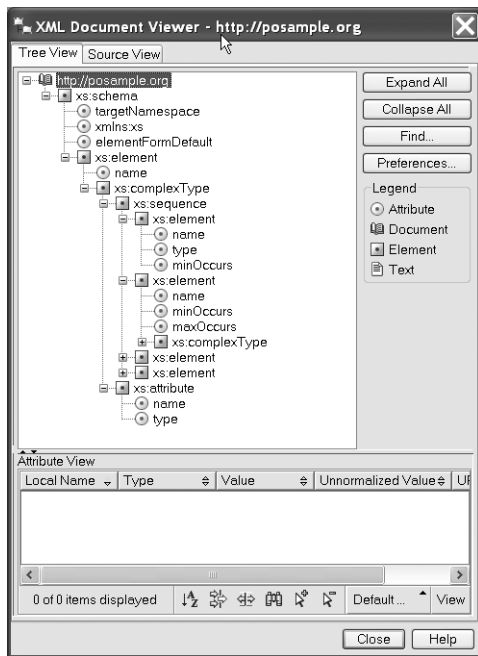 XML Document Viewer - http://posample.org
Tree View Source View
http://posample.org
xs:schema
targetNamespace
xmlns:xs
elementFormDefault
xs:element
name
xs:complexType
xs:sequence
xs:element
name
type
minOccurs
xs:element
name
minOccurs
maxOccurs
xs:complexType
xs:element
xs:element
xs:attribute
name
type
Expand All
Collapse All
Find...
Preferences...
Legend
Attribute
Document
Element
Text
Attribute View
Local Name Type Value Unnormalized Value
0 of 0 items displayed Default ... View
Close Help